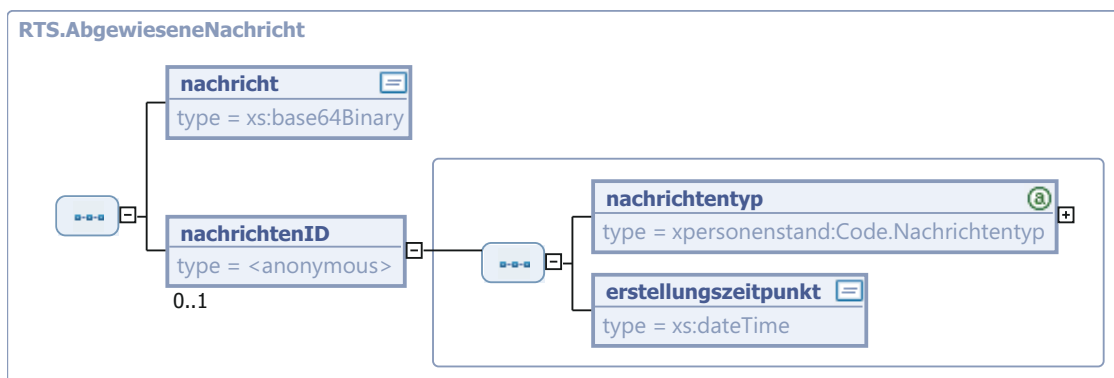 RTS.AbgewieseneNachricht
nachricht
type = xs:base64Binary
nachrichtenID
type = <anonymous>
0..1
nachrichtentyp
a
type = xpersonenstand:Code.Nachrichtentyp
erstellungszeitpunkt
type = xs:dateTime